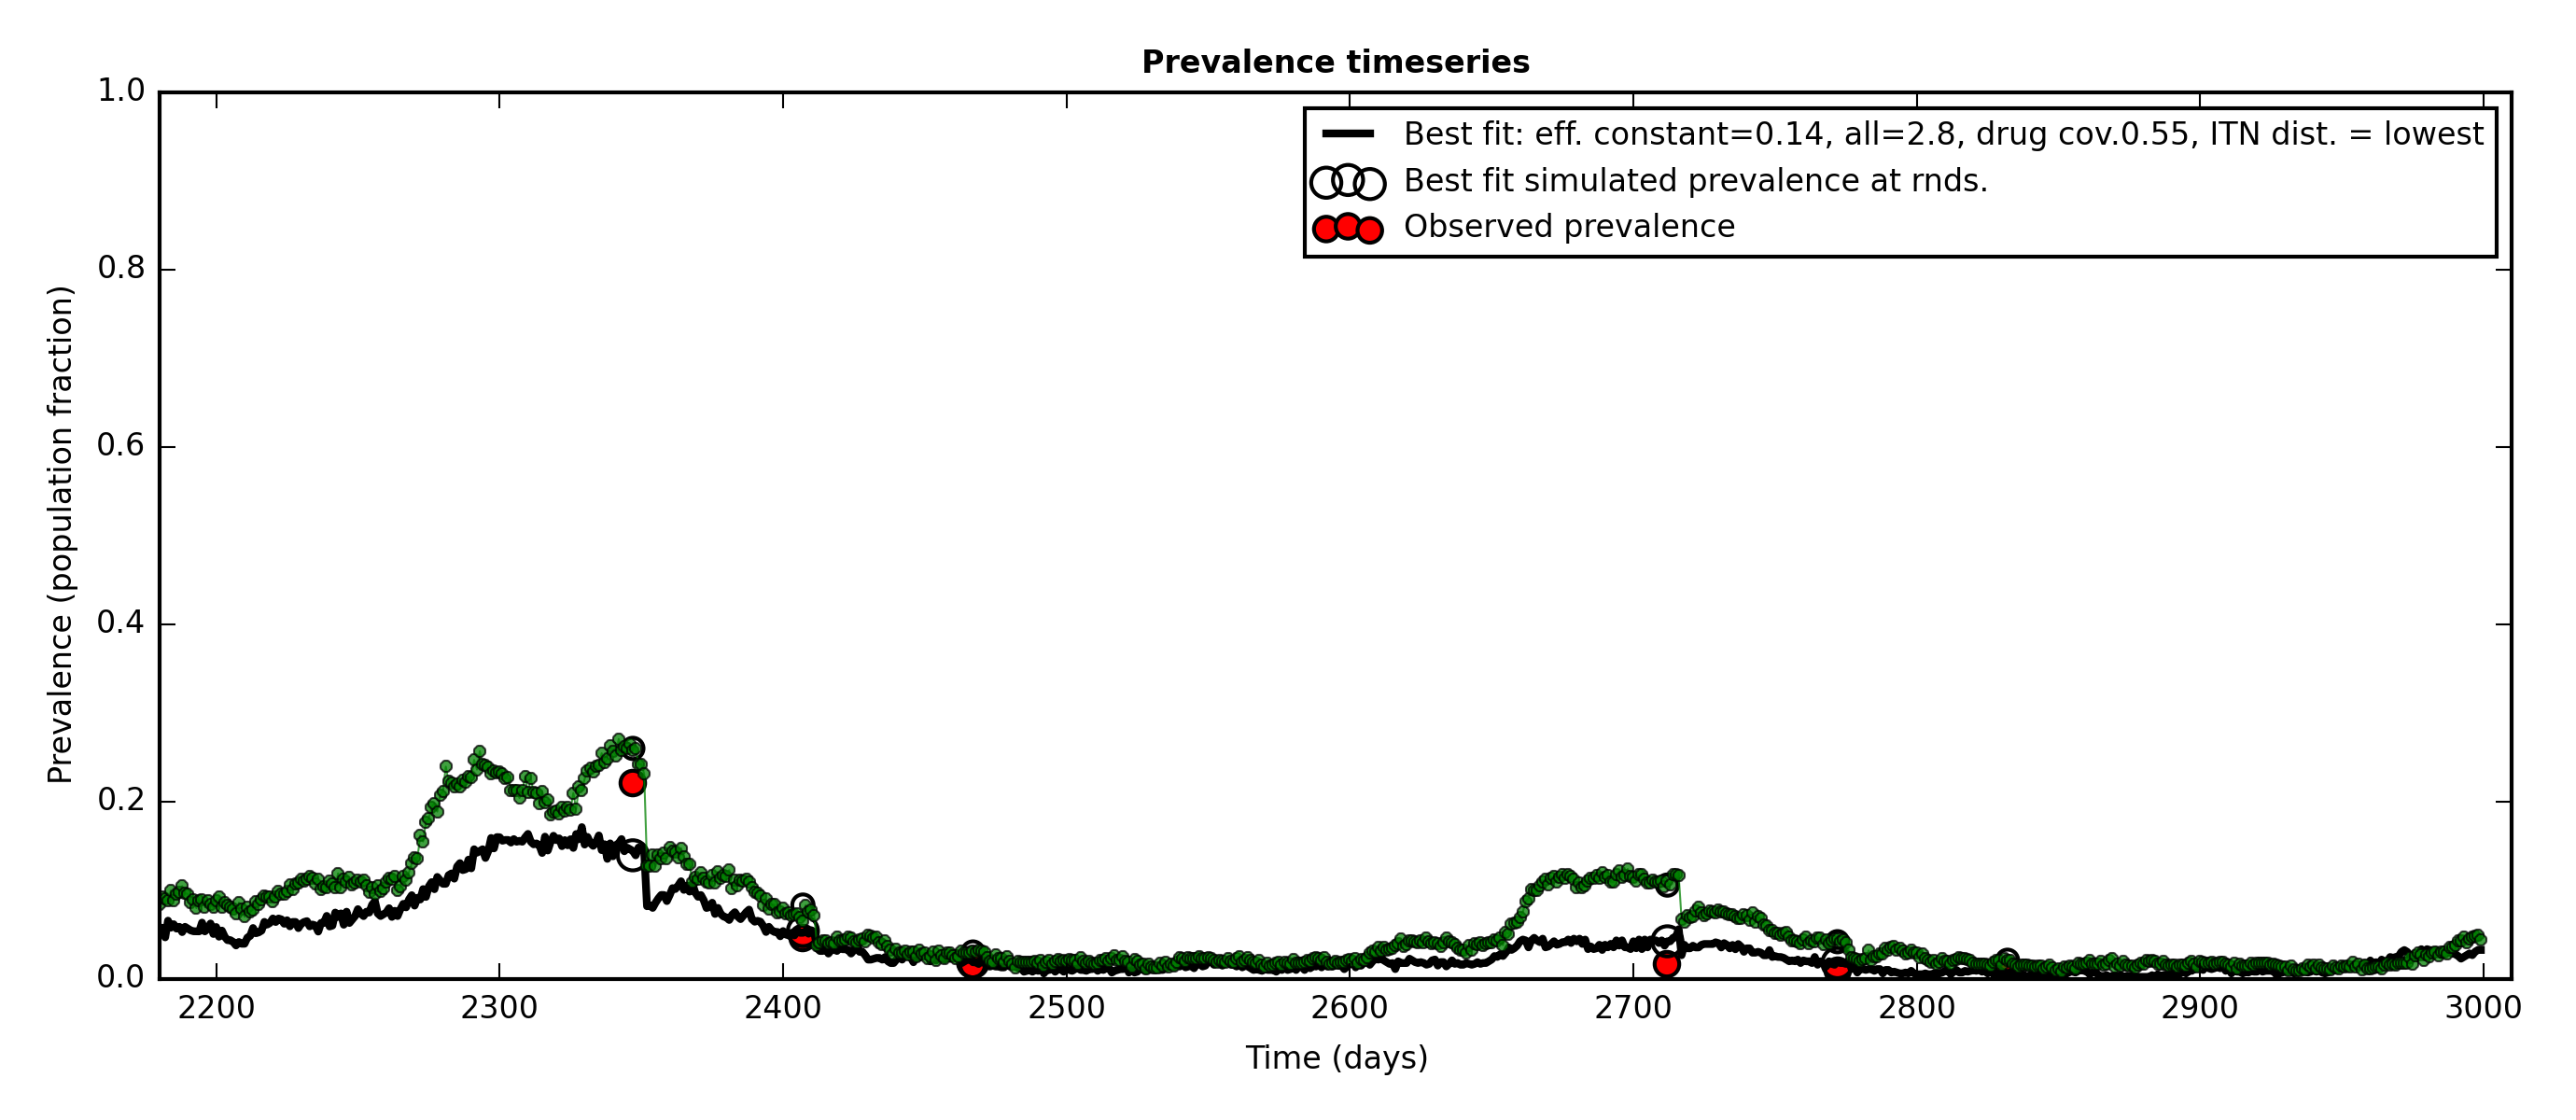 Prevalence timeseries
1.0
0.8
0.6
0.4
0.2
0.0
Prevalence (population fraction)
Best fit: eff. constant=0.14, all=2.8, drug cov.0.55, ITN dist. = lowest
Best fit simulated prevalence at rnds.
Observed prevalence
2200 2300 2400 2500 2600 2700 2800 2900 3000
Time (days)